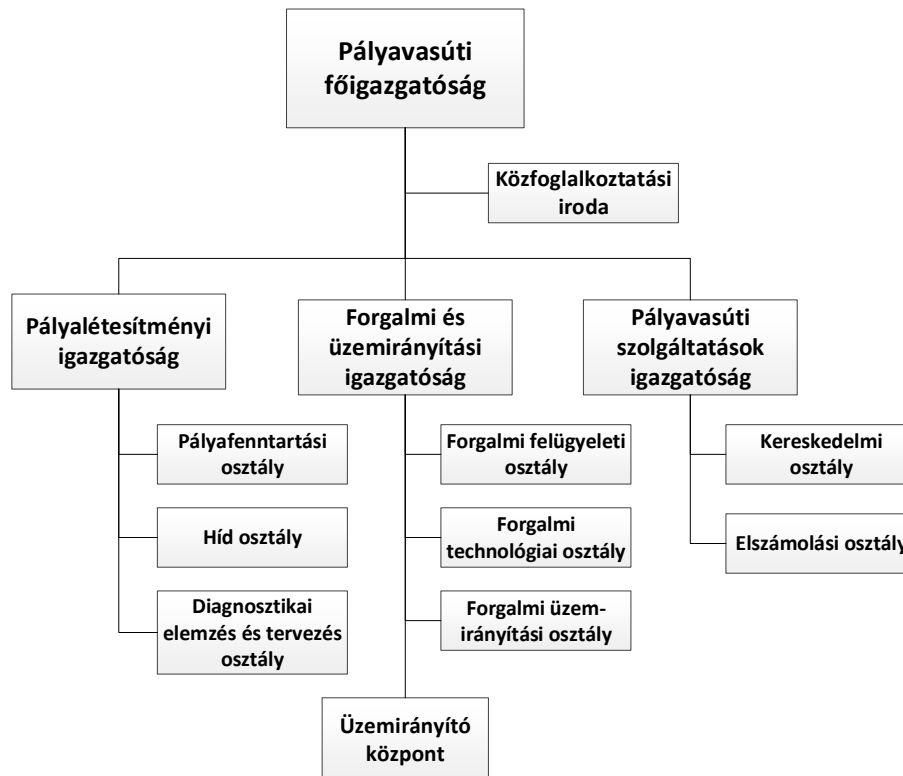 Pályavasúti
főigazgatóság
Közfoglalkoztatási
iroda
Pályalétesítményi
igazgatóság
Forgalmi és
üzemirányítási
igazgatóság
Pályavasúti
szolgáltatások
igazgatóság
Pályafenntartási
osztály
Forgalmi felügyeleti
osztály
Kereskedelmi
osztály
Híd osztály
Forgalmi
technológiai osztály
Elszámolási osztály
Diagnosztikai
elemzés és tervezés
osztály
Forgalmi üzem-
irányítási osztály
Üzemirányító
központ